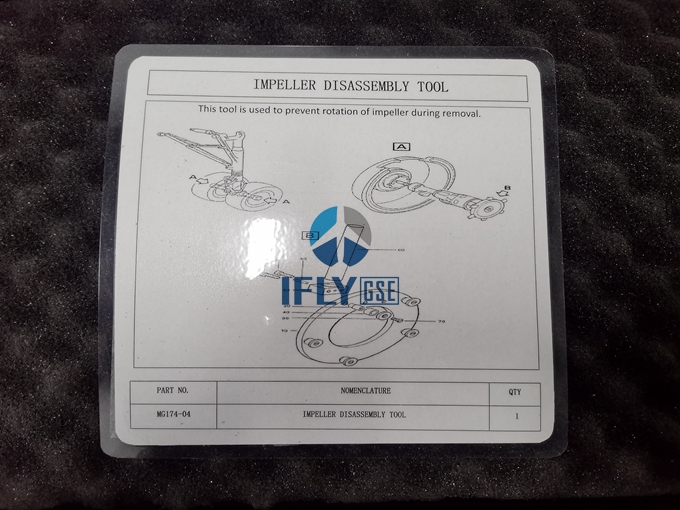 IMPELLER DISASSEMBLY TOOL
This tool is used to prevent rotation of impeller during removal.
A
A
A
B
B
IFLY GSE
PART NO. NOMENCLATURE QTY
MG174-04 IMPELLER DISASSEMBLY TOOL 1